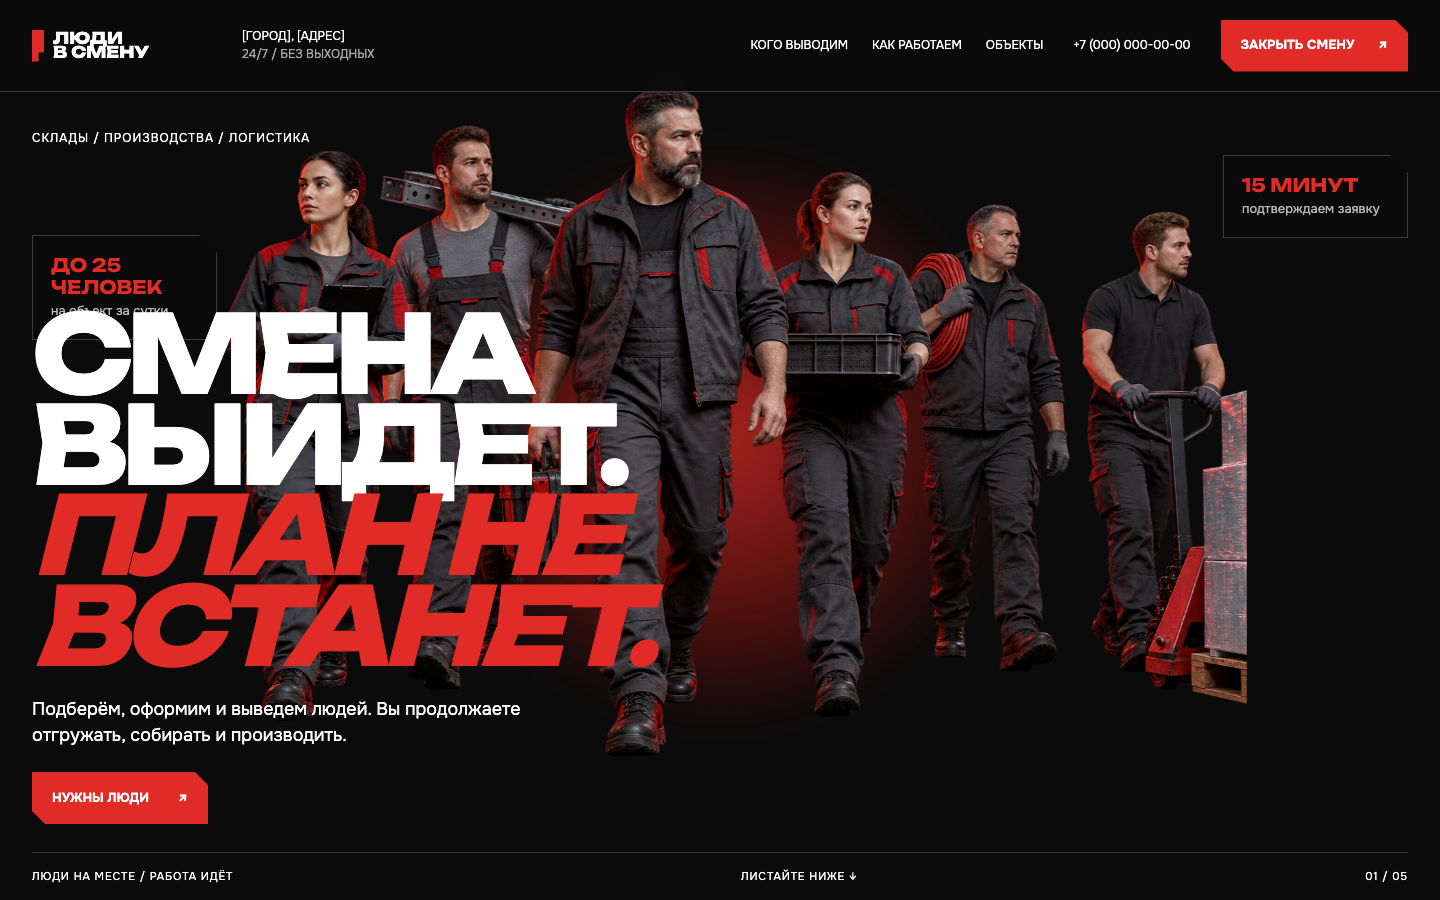 ЛЮДИ
В СМЕНУ
[ГОРОД], [АДРЕС]
24/7 / БЕЗ ВЫХОДНЫХ
КОГО ВЫВОДИМ
КАК РАБОТАЕМ
ОБЪЕКТЫ
+7 (000) 000-00-00
ЗАКРЫТЬ СМЕНУ ↗
СКЛАДЫ / ПРОИЗВОДСТВА / ЛОГИСТИКА
15 МИНУТ
подтверждаем заявку
ДО 25
ЧЕЛОВЕК
на объект за сутки
СМЕНА
ВЫЙДЕТ.
ПЛАН НЕ
ВСТАНЕТ.
Подберём, оформим и выведем людей. Вы продолжаете
отгружать, собирать и производить.
НУЖНЫ ЛЮДИ ↗
ЛЮДИ НА МЕСТЕ / РАБОТА ИДЁТ
ЛИСТАЙТЕ НИЖЕ ↓
01 / 05